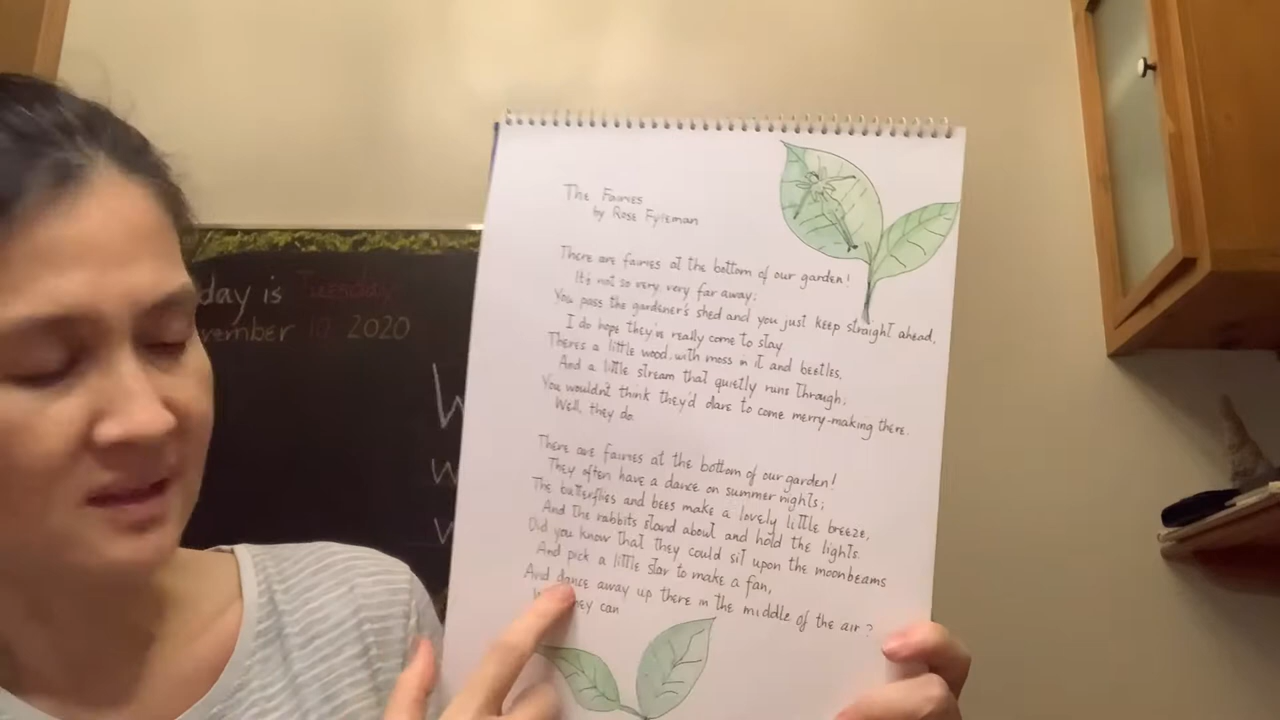 day is Tuesday
vember 10 2020
W
W
The Fairies
by Rose Fyleman
There are fairies at the bottom of our garden!
It's not so very, very far away;
You pass the gardener's shed and you just keep straight ahead,
I do hope they've really come to stay
There's a little wood, with moss in it and beetles,
And a little stream that quietly runs through;
You wouldn't think they'd dare to come merry-making there.
Well, they do.
There are fairies at the bottom of our garden!
They often have a dance on summer nights;
The butterflies and bees make a lovely little breeze,
And the rabbits stand about and hold the lights.
Did you know that they could sit upon the moonbeams
And pick a little star to make a fan,
And dance away up there in the middle of the air?
they can